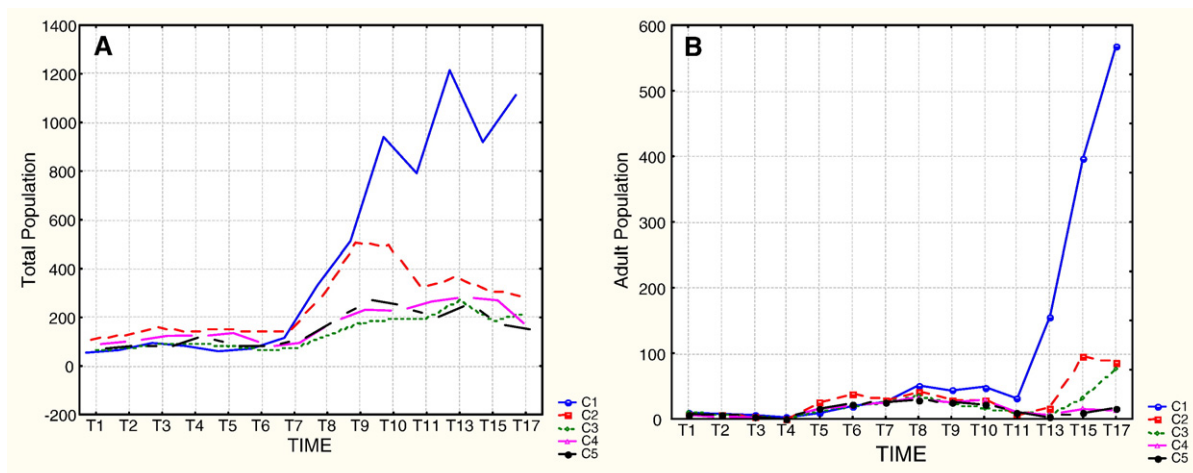 A
Total Population
1400
1200
1000
800
600
400
200
0
-200
T1 T2 T3 T4 T5 T6 T7 T8 T9 T10 T11 T13 T15 T17
TIME
C1
C2
C3
C4
C5
B
Adult Population
600
500
400
300
200
100
0
T1 T2 T3 T4 T5 T6 T7 T8 T9 T10 T11 T13 T15 T17
TIME
C1
C2
C3
C4
C5